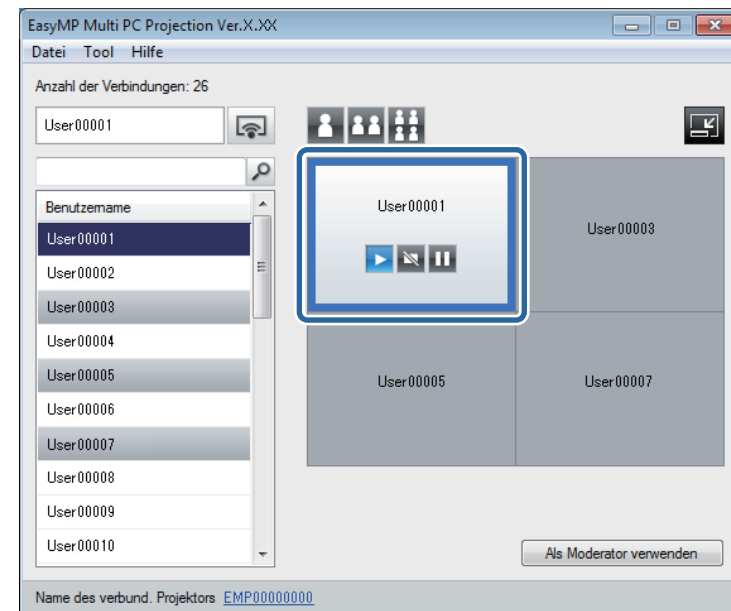 EasyMP Multi PC Projection Ver.X.XX
Datei Tool Hilfe
Anzahl der Verbindungen: 26
User00001
Benutzername
User00001
User00002
User00003
User00004
User00005
User00006
User00007
User00008
User00009
User00010
User00001
User00003
User00005
User00007
Als Moderator verwenden
Name des verbund. Projektors EMP00000000